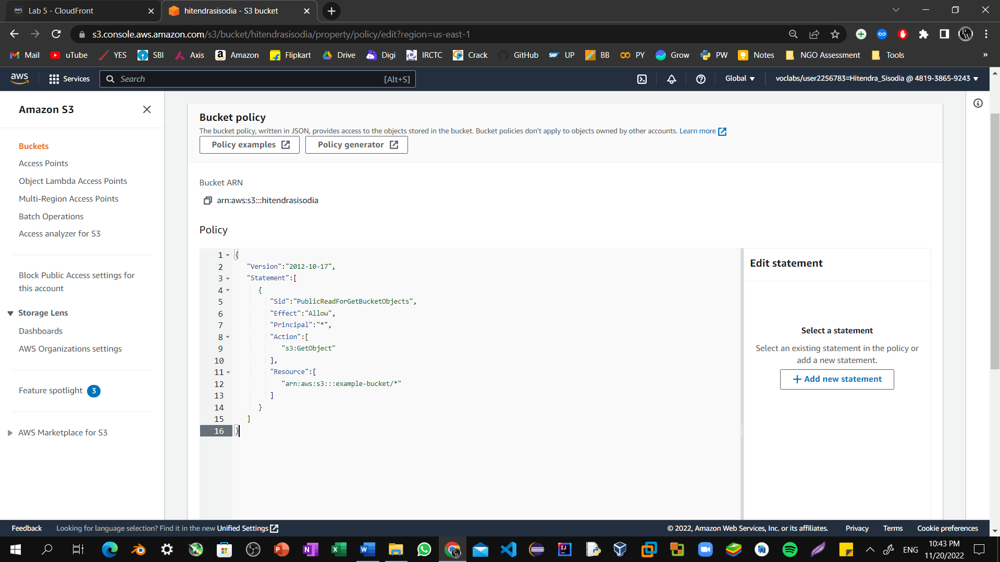 Lab 5 - CloudFront
hitendrasisodia - S3 bucket
s3.console.aws.amazon.com/s3/bucket/hitendrasisodia/property/policy/edit?region=us-east-1
Mail uTube YES SBI Axis Amazon Flipkart Drive Digi IRCTC Crack GitHub UP BB PY Grow PW Notes NGO Assessment Tools »
aws Services Search [Alt+S] Global voclabs/user2256783=Hitendra_Sisodia @ 4819-3865-9243
Amazon S3
Buckets
Access Points
Object Lambda Access Points
Multi-Region Access Points
Batch Operations
Access analyzer for S3
Block Public Access settings for
this account
Storage Lens
Dashboards
AWS Organizations settings
Feature spotlight 3
AWS Marketplace for S3
Bucket policy
The bucket policy, written in JSON, provides access to the objects stored in the bucket. Bucket policies don't apply to objects owned by other accounts. Learn more
Policy examples Policy generator
Bucket ARN
arn:aws:s3:::hitendrasisodia
Policy
1 {
2 "Version":"2012-10-17",
3 "Statement":[
4 {
5 "Sid":"PublicReadForGetBucketObjects",
6 "Effect":"Allow",
7 "Principal":"*",
8 "Action":[
9 "s3:GetObject"
10 ],
11 "Resource":[
12 "arn:aws:s3:::example-bucket/*"
13 ]
14 }
15 ]
16 }
Edit statement
Select a statement
Select an existing statement in the policy or
add a new statement.
+ Add new statement
Feedback Looking for language selection? Find it in the new Unified Settings © 2022, Amazon Web Services, Inc. or its affiliates. Privacy Terms Cookie preferences
ENG
10:43 PM
11/20/2022